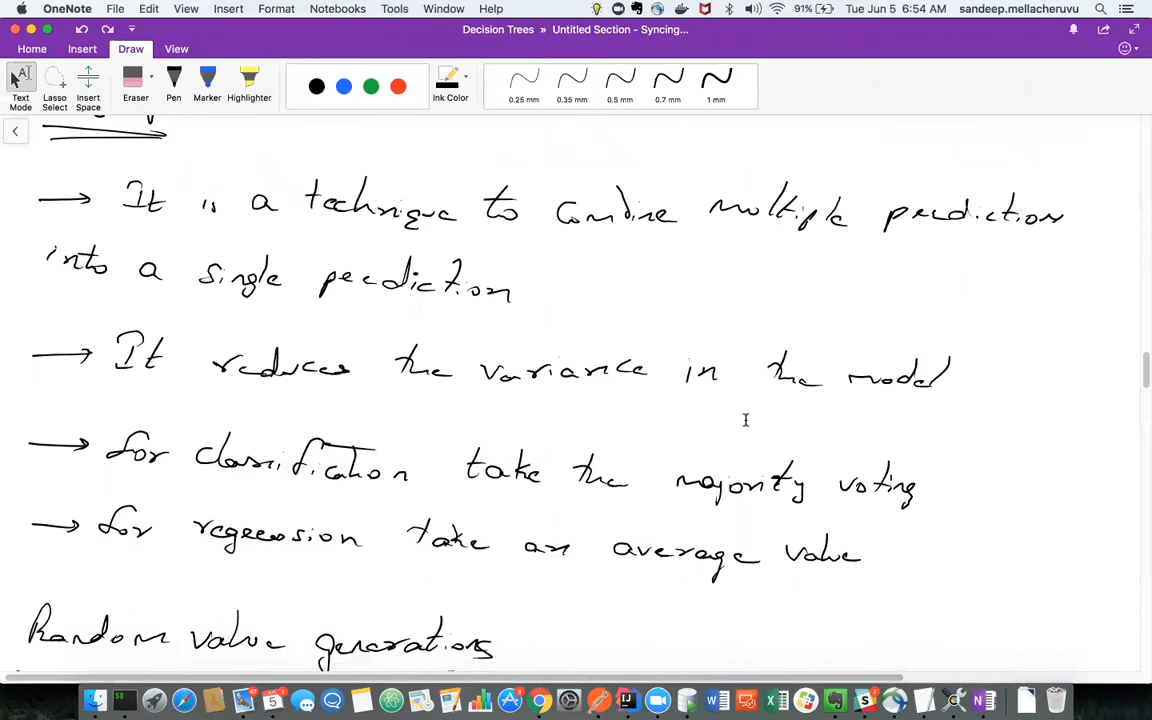 OneNote File Edit View Insert Format Notebooks Tools Window Help 91% Tue Jun 5 6:54 AM sandeep.mellacheruvu
Decision Trees » Untitled Section - Syncing...
Home Insert Draw View
Text Mode Lasso Select Insert Space Eraser Pen Marker Highlighter Ink Color 0.25 mm 0.35 mm 0.5 mm 0.7 mm 1 mm
→ It is a technique to combine multiple prediction
into a single prediction
→ It reduces the variance in the model
→ for classification take the majority voting
→ for regression take an average value
Random value generations